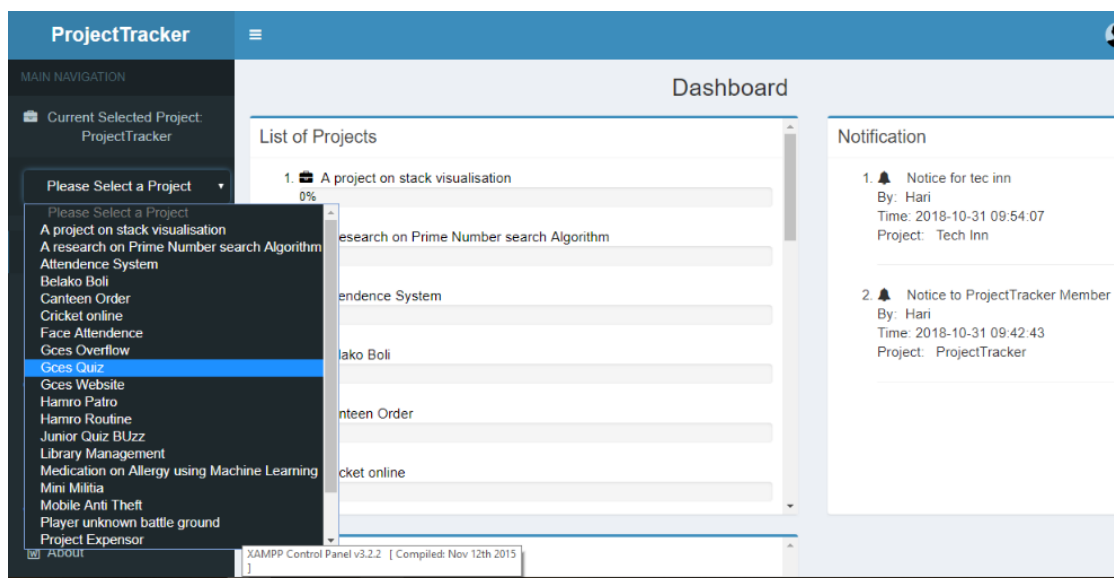 ProjectTracker
MAIN NAVIGATION
Current Selected Project:
ProjectTracker
Please Select a Project
Please Select a Project
A project on stack visualisation
A research on Prime Number search Algorithm
Attendence System
Belako Boli
Canteen Order
Cricket online
Face Attendence
Gces Overflow
Gces Quiz
Gces Website
Hamro Patro
Hamro Routine
Junior Quiz BUzz
Library Management
Medication on Allergy using Machine Learning
Mini Militia
Mobile Anti Theft
Player unknown battle ground
Project Expensor
About
Dashboard
List of Projects
1. A project on stack visualisation
0%
esearch on Prime Number search Algorithm
endence System
lako Boli
nteen Order
cket online
XAMPP Control Panel v3.2.2 [ Compiled: Nov 12th 2015
]
Notification
1. Notice for tec inn
By: Hari
Time: 2018-10-31 09:54:07
Project: Tech Inn
2. Notice to ProjectTracker Member
By: Hari
Time: 2018-10-31 09:42:43
Project: ProjectTracker